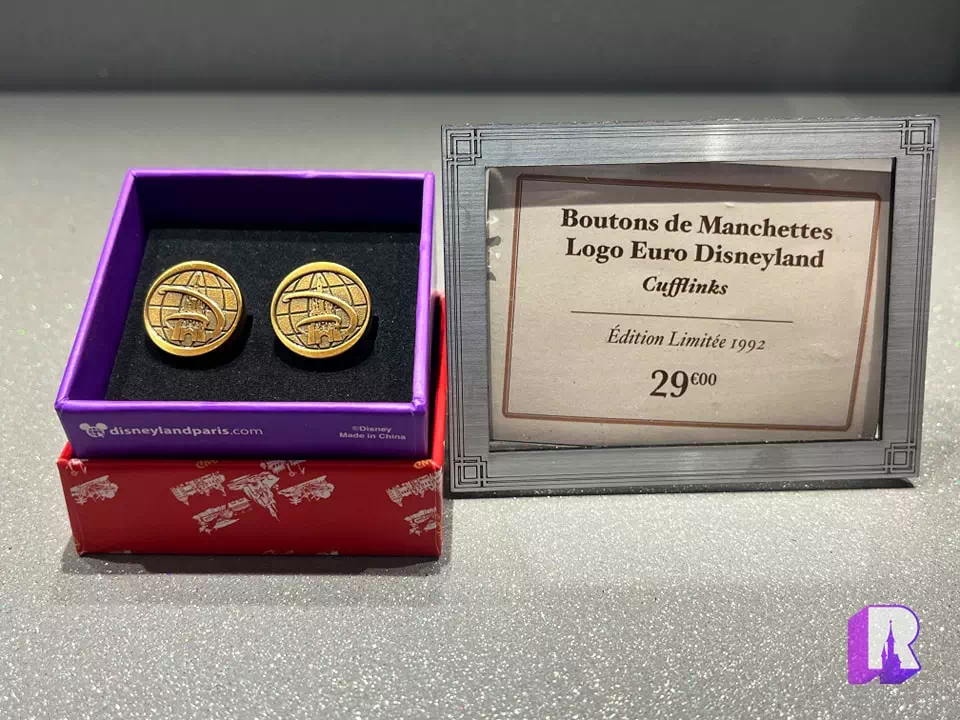 Boutons de Manchettes
Logo Euro Disneyland
Cufflinks
Édition Limitée 1992
29€00
disneylandparis.com
©Disney
Made in China
R